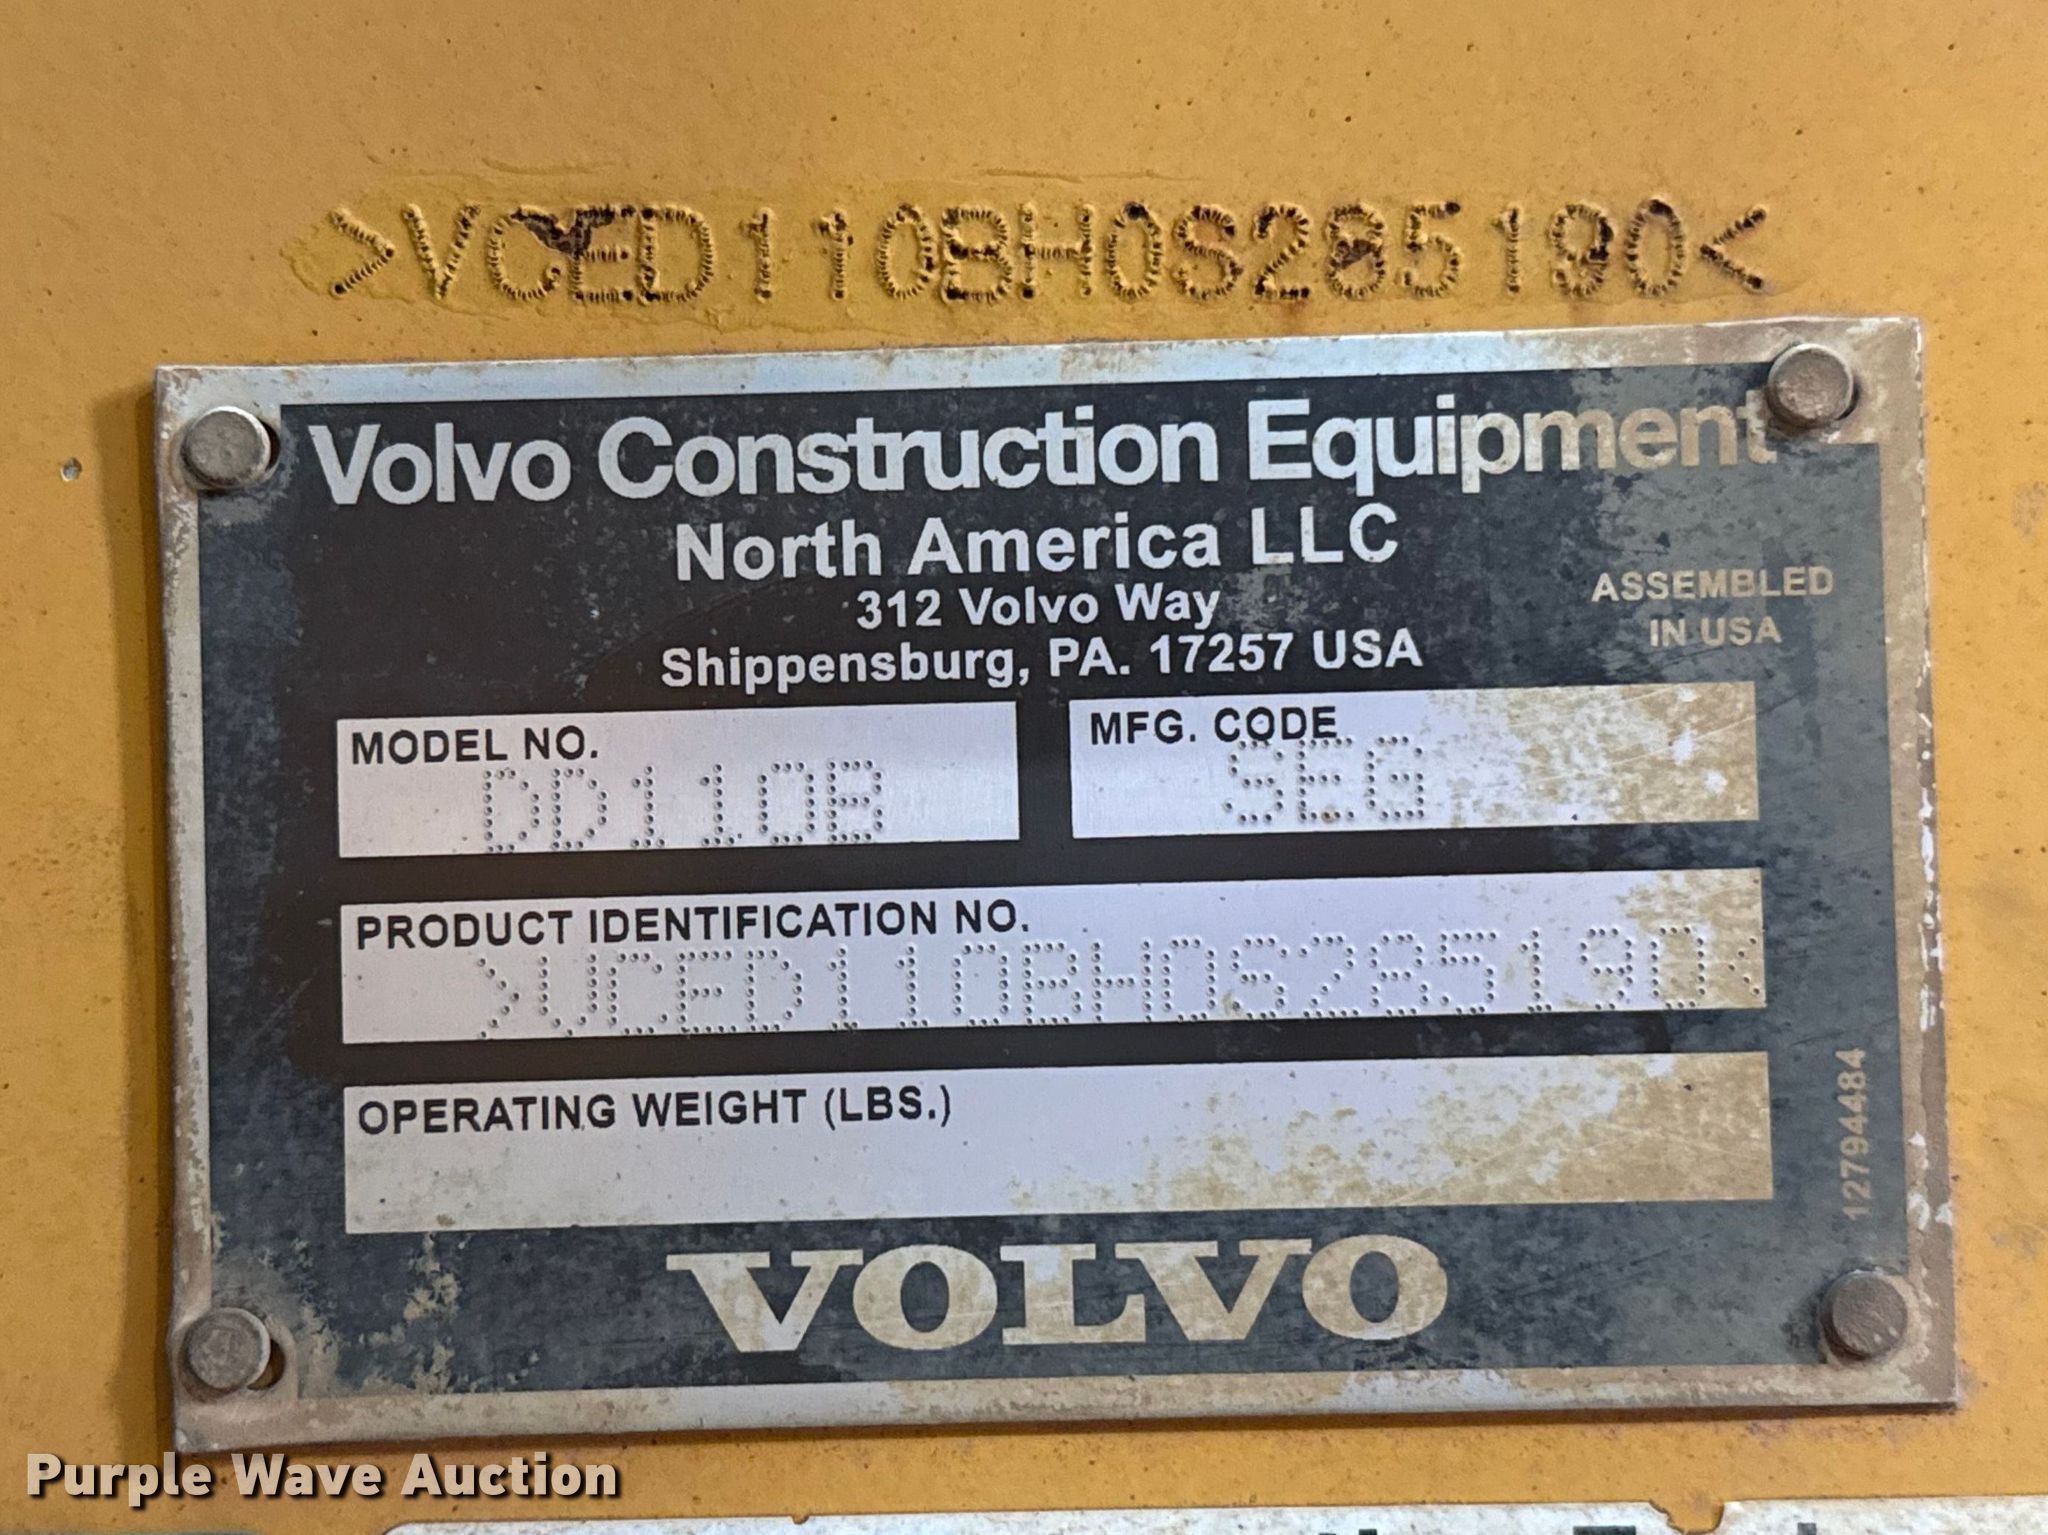 >VCED110BH0S285190<
Volvo Construction Equipment
North America LLC
312 Volvo Way
Shippensburg, PA. 17257 USA
ASSEMBLED
IN USA
MODEL NO.
DD110B
MFG. CODE
SEG
PRODUCT IDENTIFICATION NO.
>VCED110BH0S285190<
OPERATING WEIGHT (LBS.)
12794484
VOLVO
Purple Wave Auction